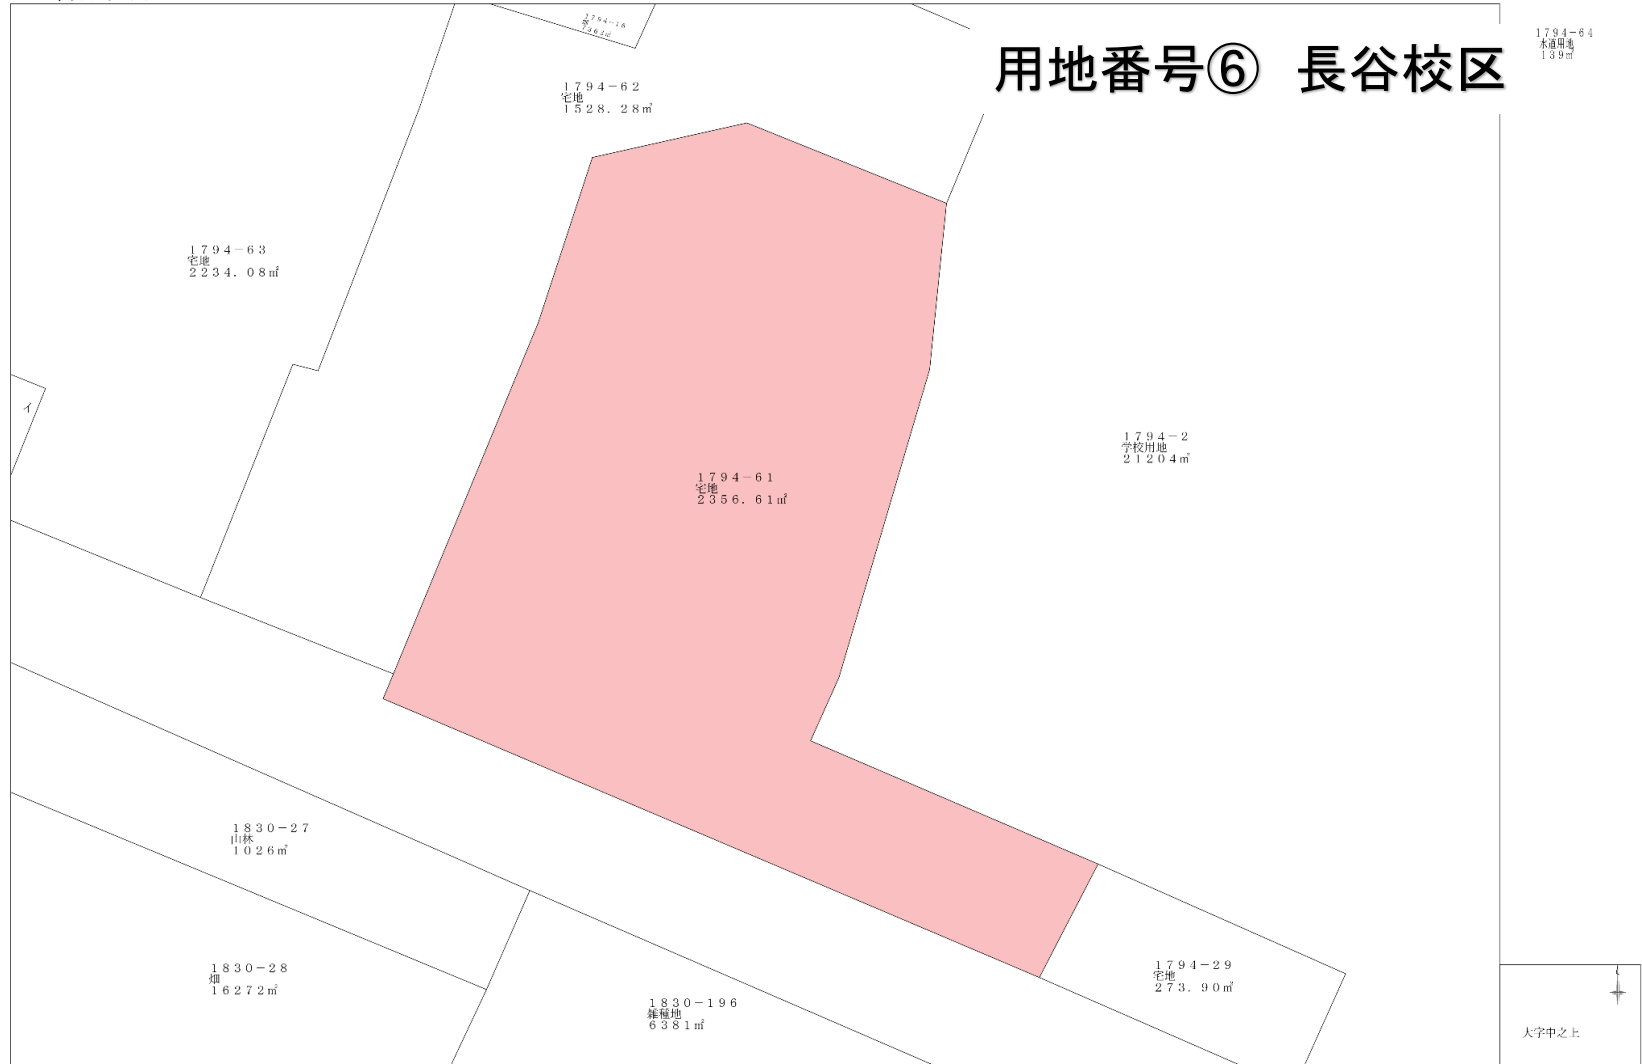 用地番号⑥　長谷校区
1794-64
水道用地
139㎡
1794-62
宅地
1528.28㎡
1794-63
宅地
2234.08㎡
イ
1794-2
学校用地
21204㎡
1794-61
宅地
2356.61㎡
1830-27
山林
1026㎡
1830-28
畑
16272㎡
1830-196
雑種地
6381㎡
1794-29
宅地
273.90㎡
大字中之上